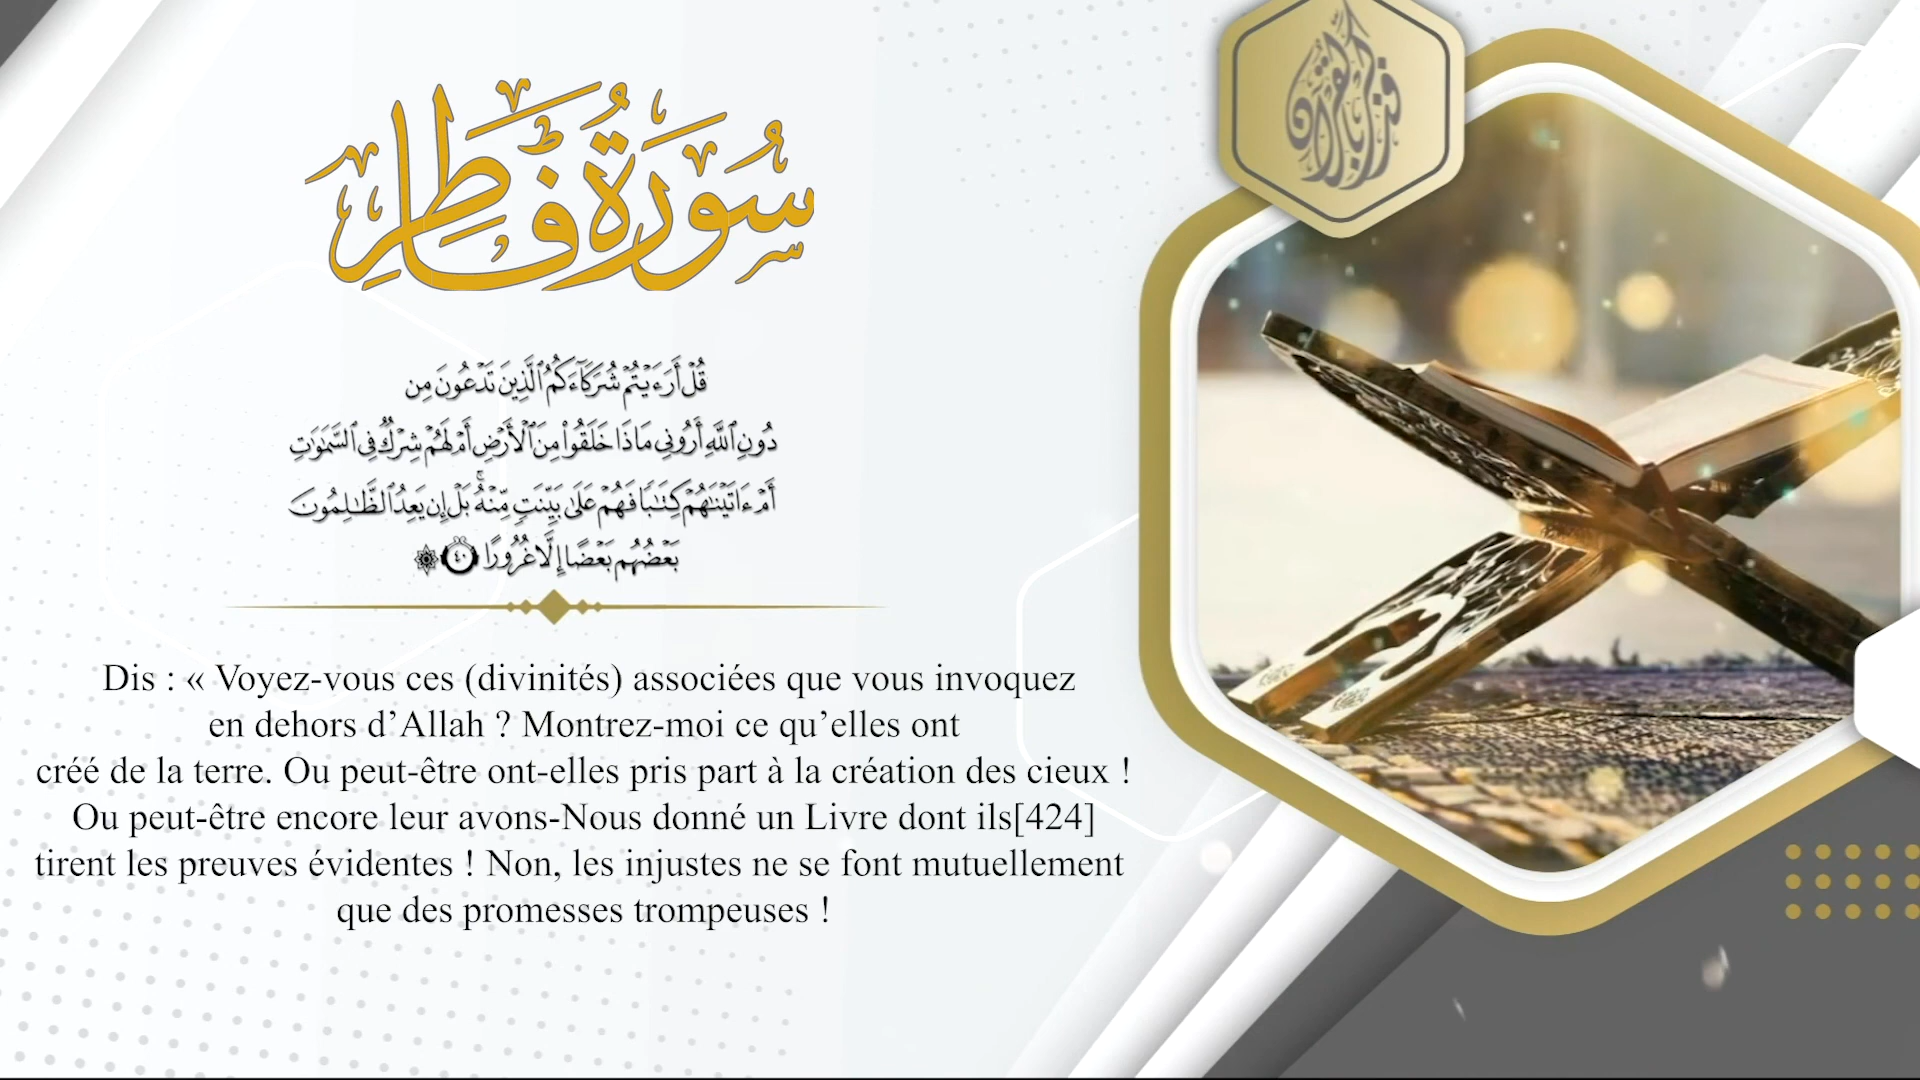 سُورَةُ فَاطِرٍ
فذكر بالقرآن
قُلْ أَرَءَيْتُمْ شُرَكَآءَكُمُ ٱلَّذِينَ تَدْعُونَ مِن
دُونِ ٱللَّهِ أَرُونِى مَاذَا خَلَقُوا۟ مِنَ ٱلْأَرْضِ أَمْ لَهُمْ شِرْكٌ فِى ٱلسَّمَٰوَٰتِ
أَمْ ءَاتَيْنَٰهُمْ كِتَٰبًا فَهُمْ عَلَىٰ بَيِّنَتٍ مِّنْهُ ۚ بَلْ إِن يَعِدُ ٱلظَّٰلِمُونَ
بَعْضُهُم بَعْضًا إِلَّا غُرُورًا ٤٠
Dis : « Voyez-vous ces (divinités) associées que vous invoquez
en dehors d’Allah ? Montrez-moi ce qu’elles ont
créé de la terre. Ou peut-être ont-elles pris part à la création des cieux !
Ou peut-être encore leur avons-Nous donné un Livre dont ils[424]
tirent les preuves évidentes ! Non, les injustes ne se font mutuellement
que des promesses trompeuses !